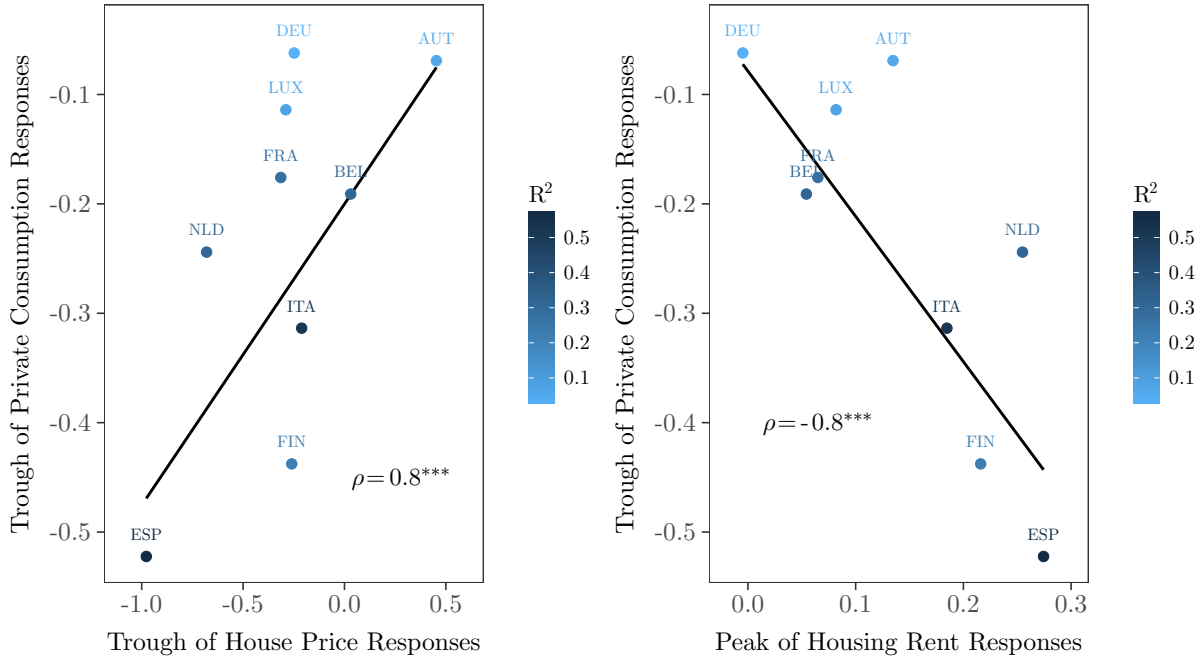 Trough of Private Consumption Responses
-0.1
-0.2
-0.3
-0.4
-0.5
DEU
AUT
LUX
FRA
BEL
NLD
ITA
FIN
ESP
ρ = 0.8***
-1.0
-0.5
0.0
0.5
Trough of House Price Responses
R²
0.5
0.4
0.3
0.2
0.1
Trough of Private Consumption Responses
-0.1
-0.2
-0.3
-0.4
-0.5
DEU
AUT
LUX
FRA
BEL
NLD
ITA
FIN
ESP
ρ = -0.8***
0.0
0.1
0.2
0.3
Peak of Housing Rent Responses
R²
0.5
0.4
0.3
0.2
0.1